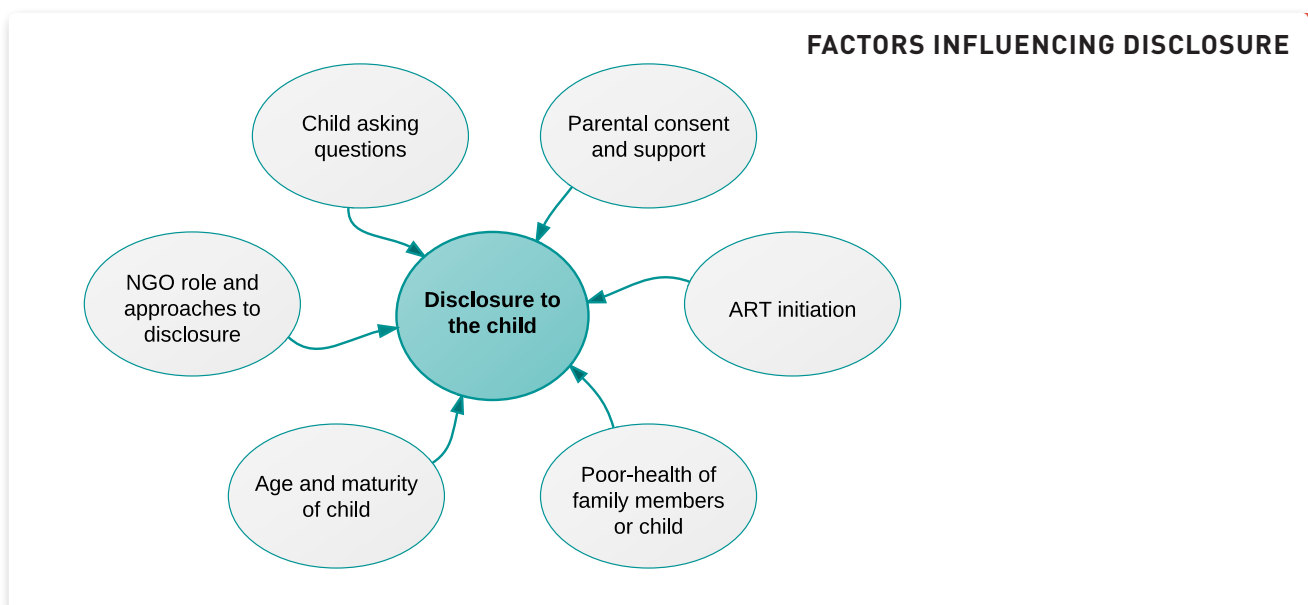 FACTORS INFLUENCING DISCLOSURE
Child asking
questions
Parental consent
and support
NGO role and
approaches to
disclosure
Disclosure to
the child
ART initiation
Age and maturity
of child
Poor-health of
family members
or child